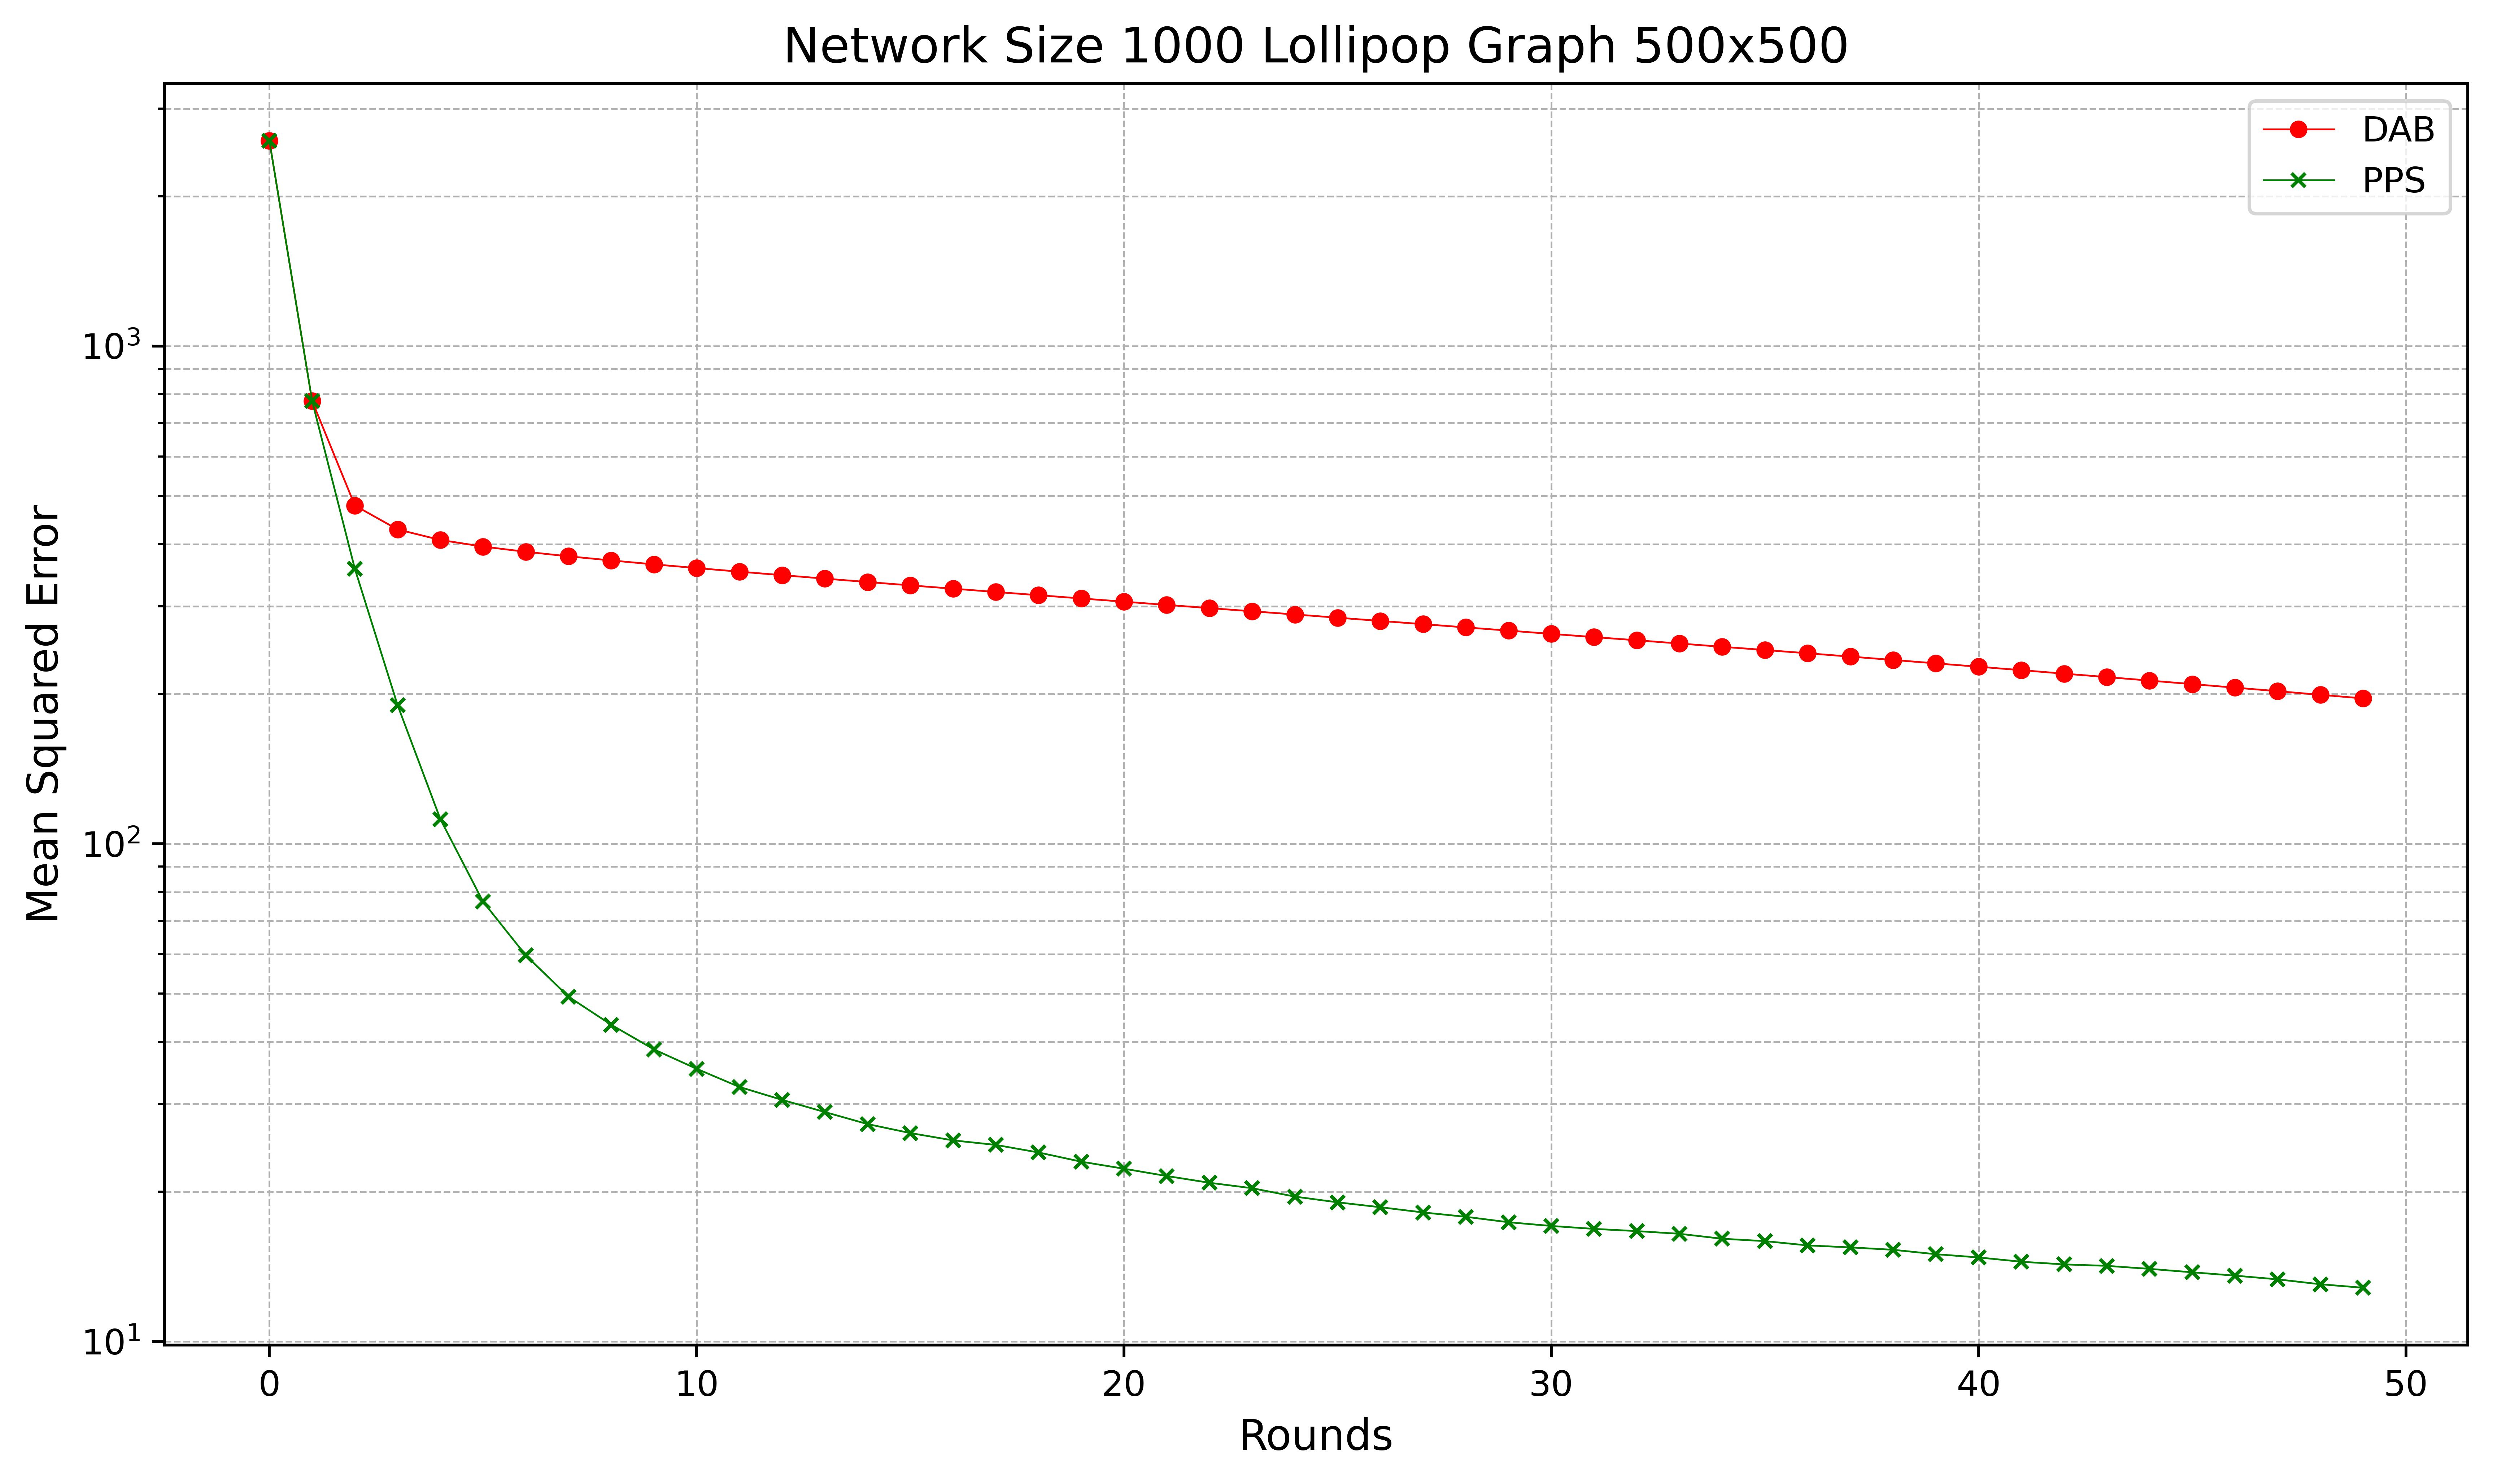 Network Size 1000 Lollipop Graph 500x500
DAB
PPS
Mean Squared Error
10³
10²
10¹
0 10 20 30 40 50
Rounds